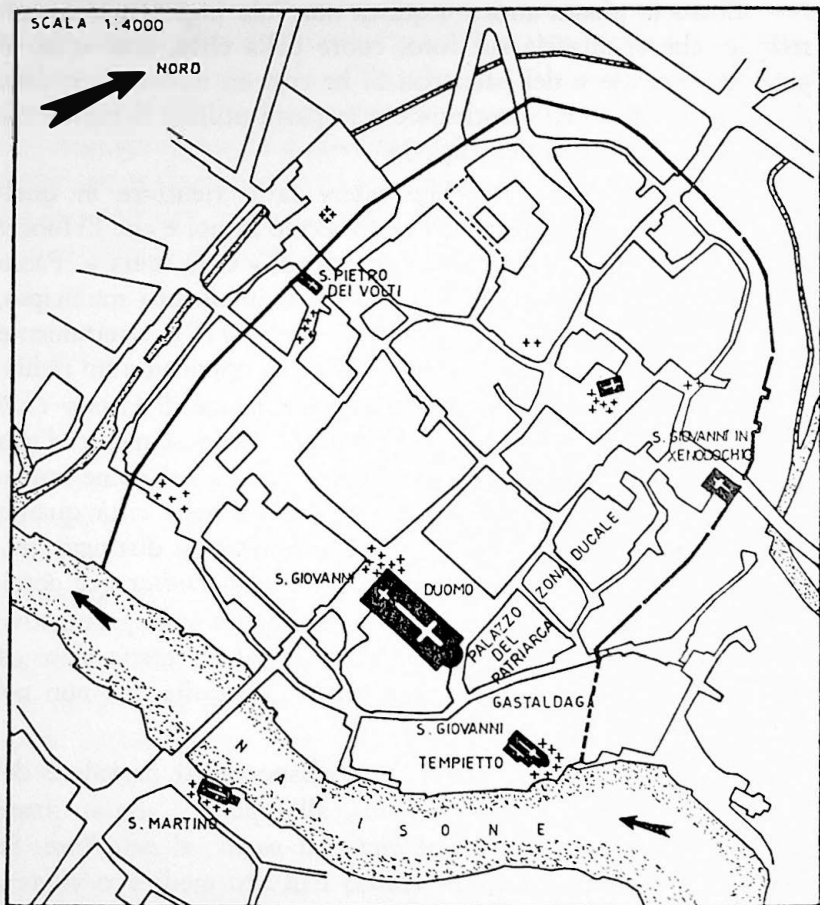 SCALA 1:4000
NORD
S. PIETRO
DEI VOLTI
S. GIOVANNI IN
XENODOCHIO
S. GIOVANNI
DUOMO
PALAZZO
DEL
PATRIARCA
ZONA DUCALE
GASTALDAGA
S. GIOVANNI
TEMPIETTO
S. MARTINO
N A T I S O N E